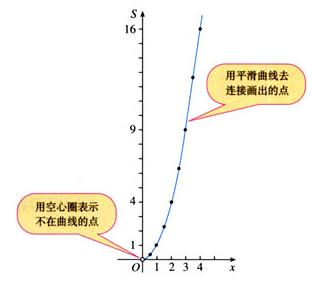 S
16
用平滑曲线去
连接画出的点
9
用空心圈表示
不在曲线的点
4
1
O 1 2 3 4 x